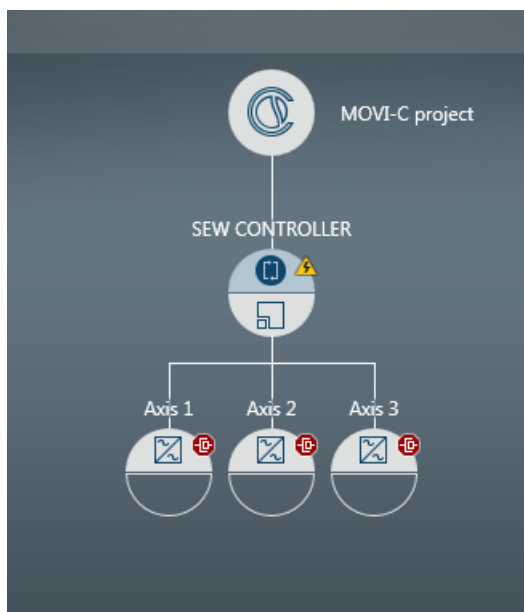 MOVI-C project
SEW CONTROLLER
Axis 1
Axis 2
Axis 3